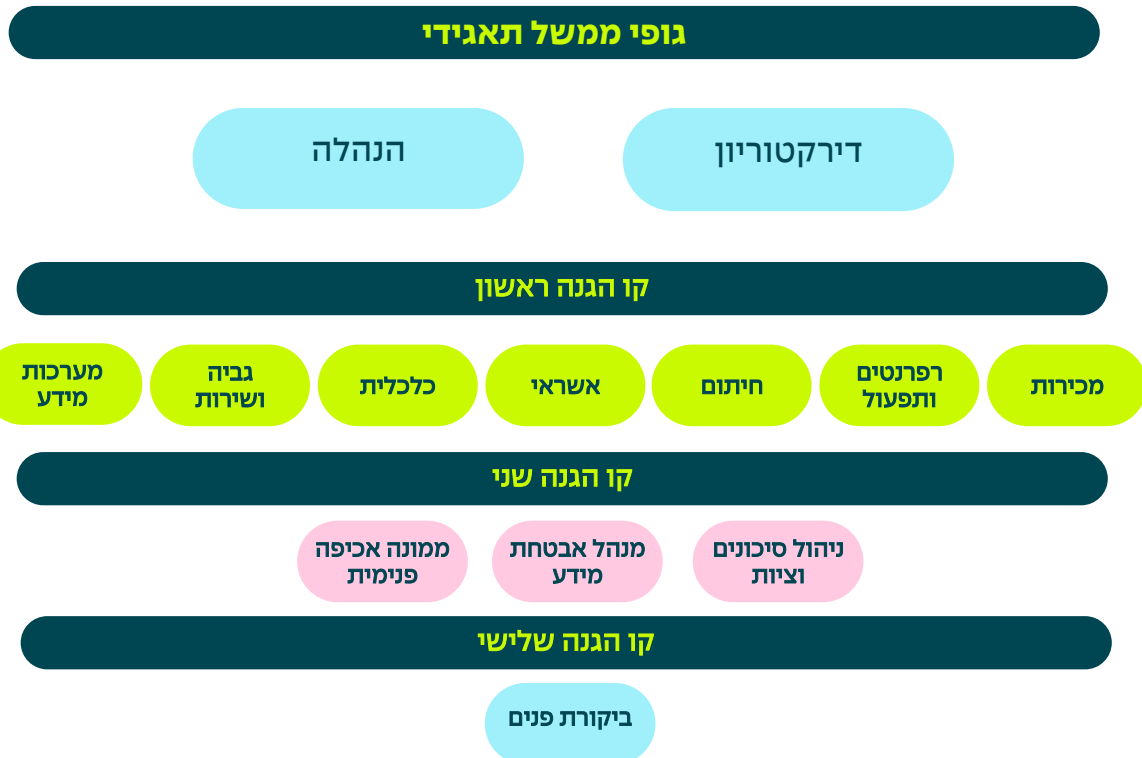 גופי ממשל תאגידי
דירקטוריון
הנהלה
קו הגנה ראשון
מכירות
רפרנטים
ותפעול
חיתום
אשראי
כלכלית
גביה
ושירות
מערכות
מידע
קו הגנה שני
ניהול סיכונים
וציות
מנהל אבטחת
מידע
ממונה אכיפה
פנימית
קו הגנה שלישי
ביקורת פנים